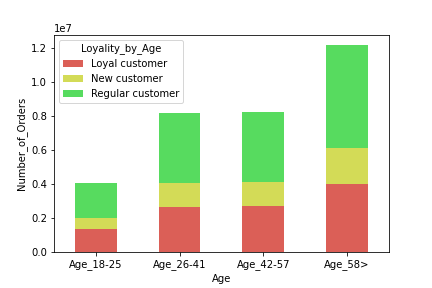 1e7
Loyality_by_Age
Loyal customer
New customer
Regular customer
1.2
1.0
0.8
0.6
0.4
0.2
0.0
Number_of_Orders
Age_18-25 Age_26-41 Age_42-57 Age_58>
Age